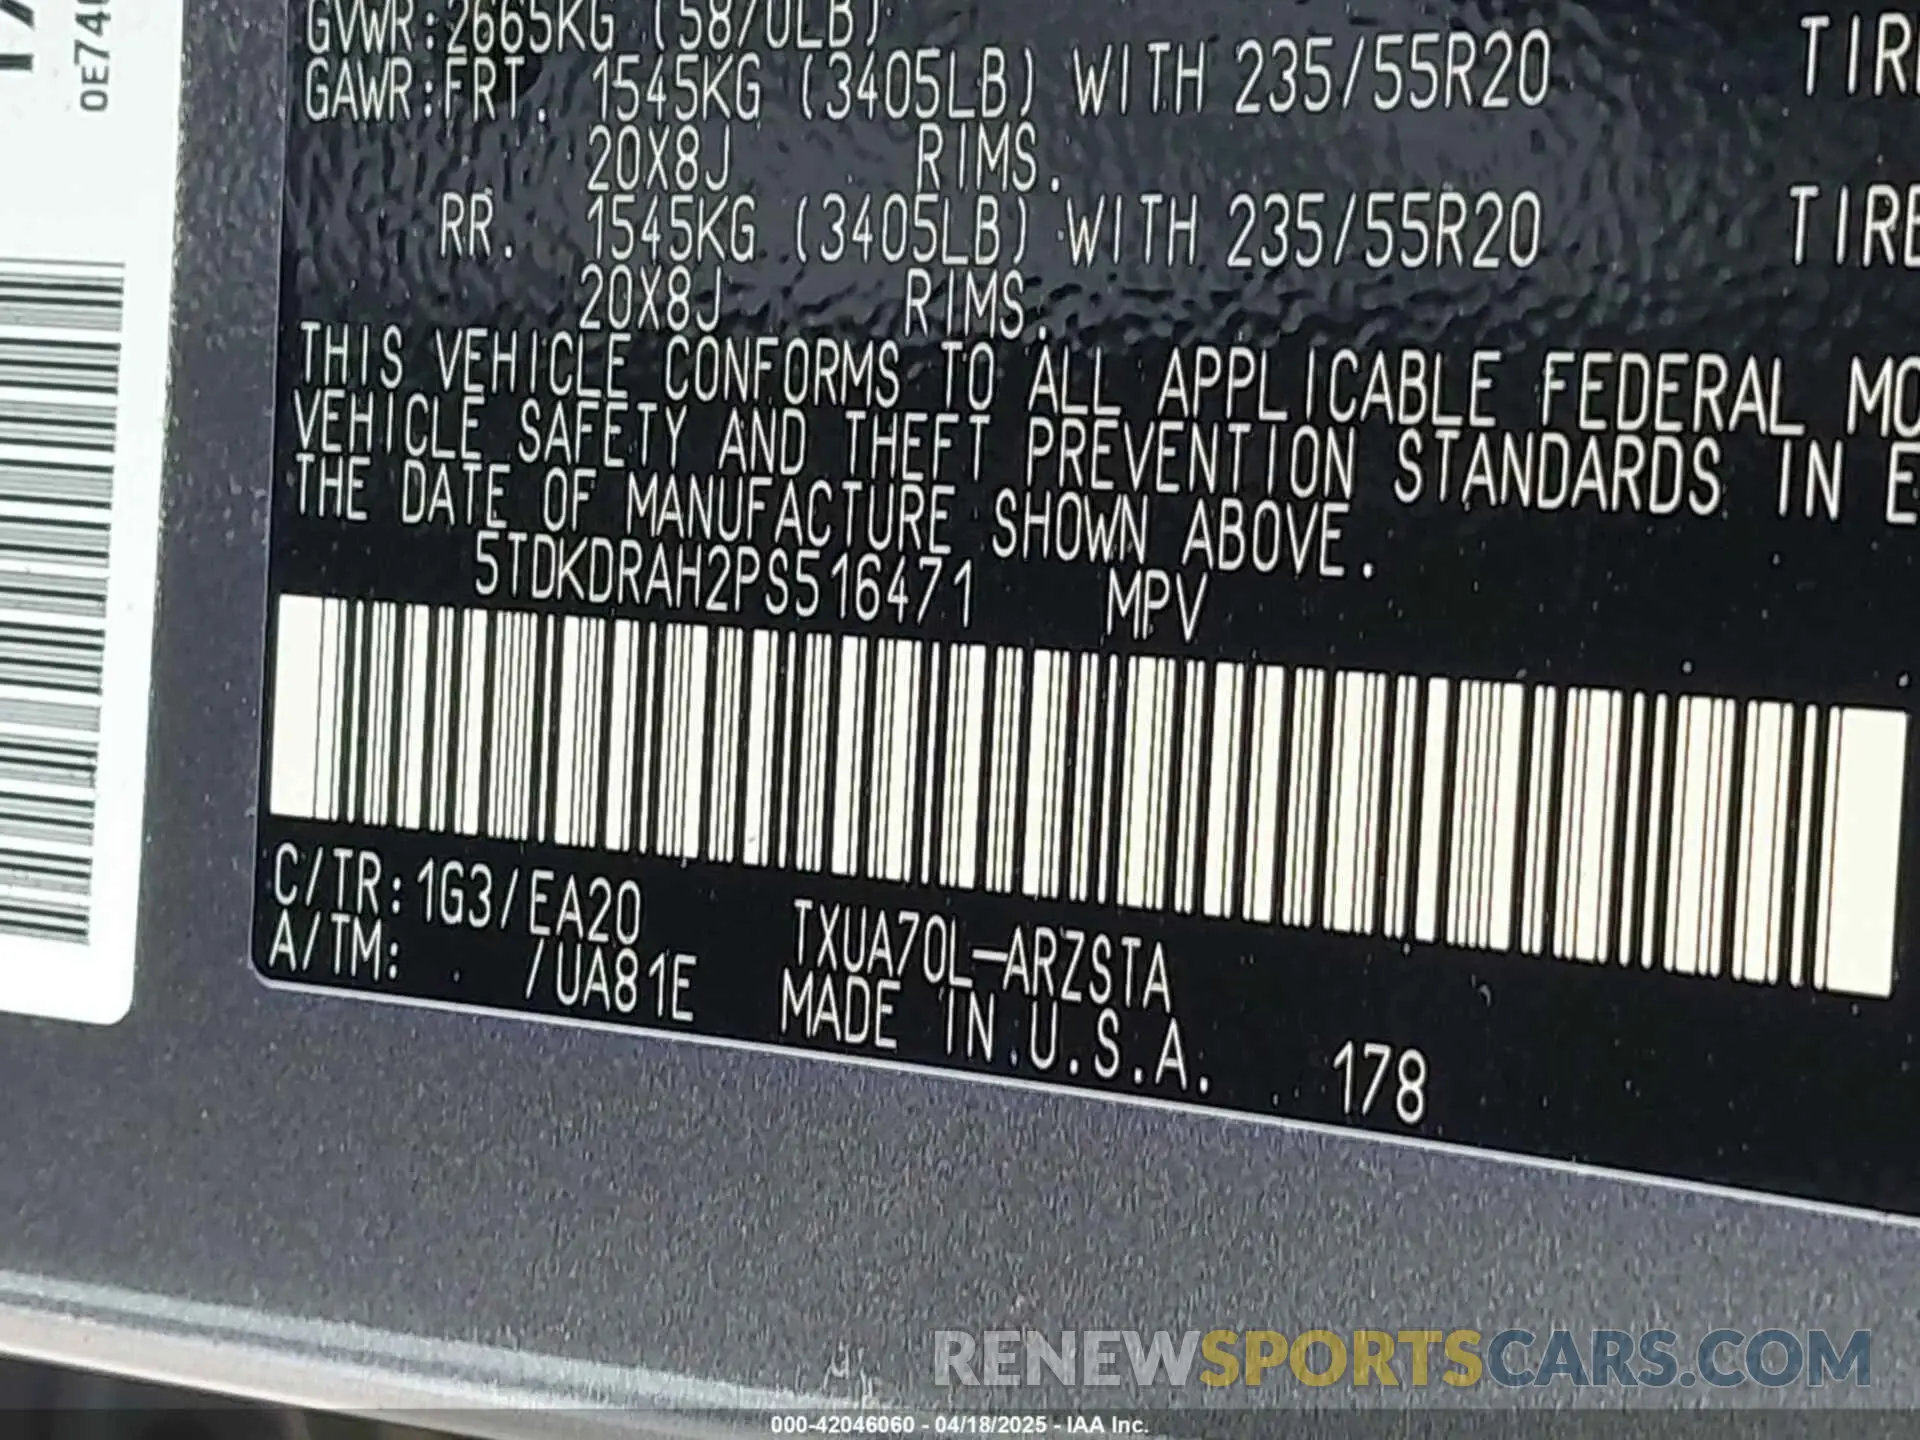 GVWR:2665KG (5870LB)
GAWR:FRT. 1545KG (3405LB) WITH 235/55R20
20X8J RIMS.
RR. 1545KG (3405LB) WITH 235/55R20
20X8J RIMS.
THIS VEHICLE CONFORMS TO ALL APPLICABLE FEDERAL
VEHICLE SAFETY AND THEFT PREVENTION STANDARDS IN
THE DATE OF MANUFACTURE SHOWN ABOVE.
5TDKDRAH2PS516471 MPV
C/TR:1G3/EA20 TXUA70L-ARZSTA
A/TM: /UA81E MADE IN U.S.A. 178
RENEWSPORTSCARS.COM
000-42046060 - 04/18/2025 - IAA Inc.